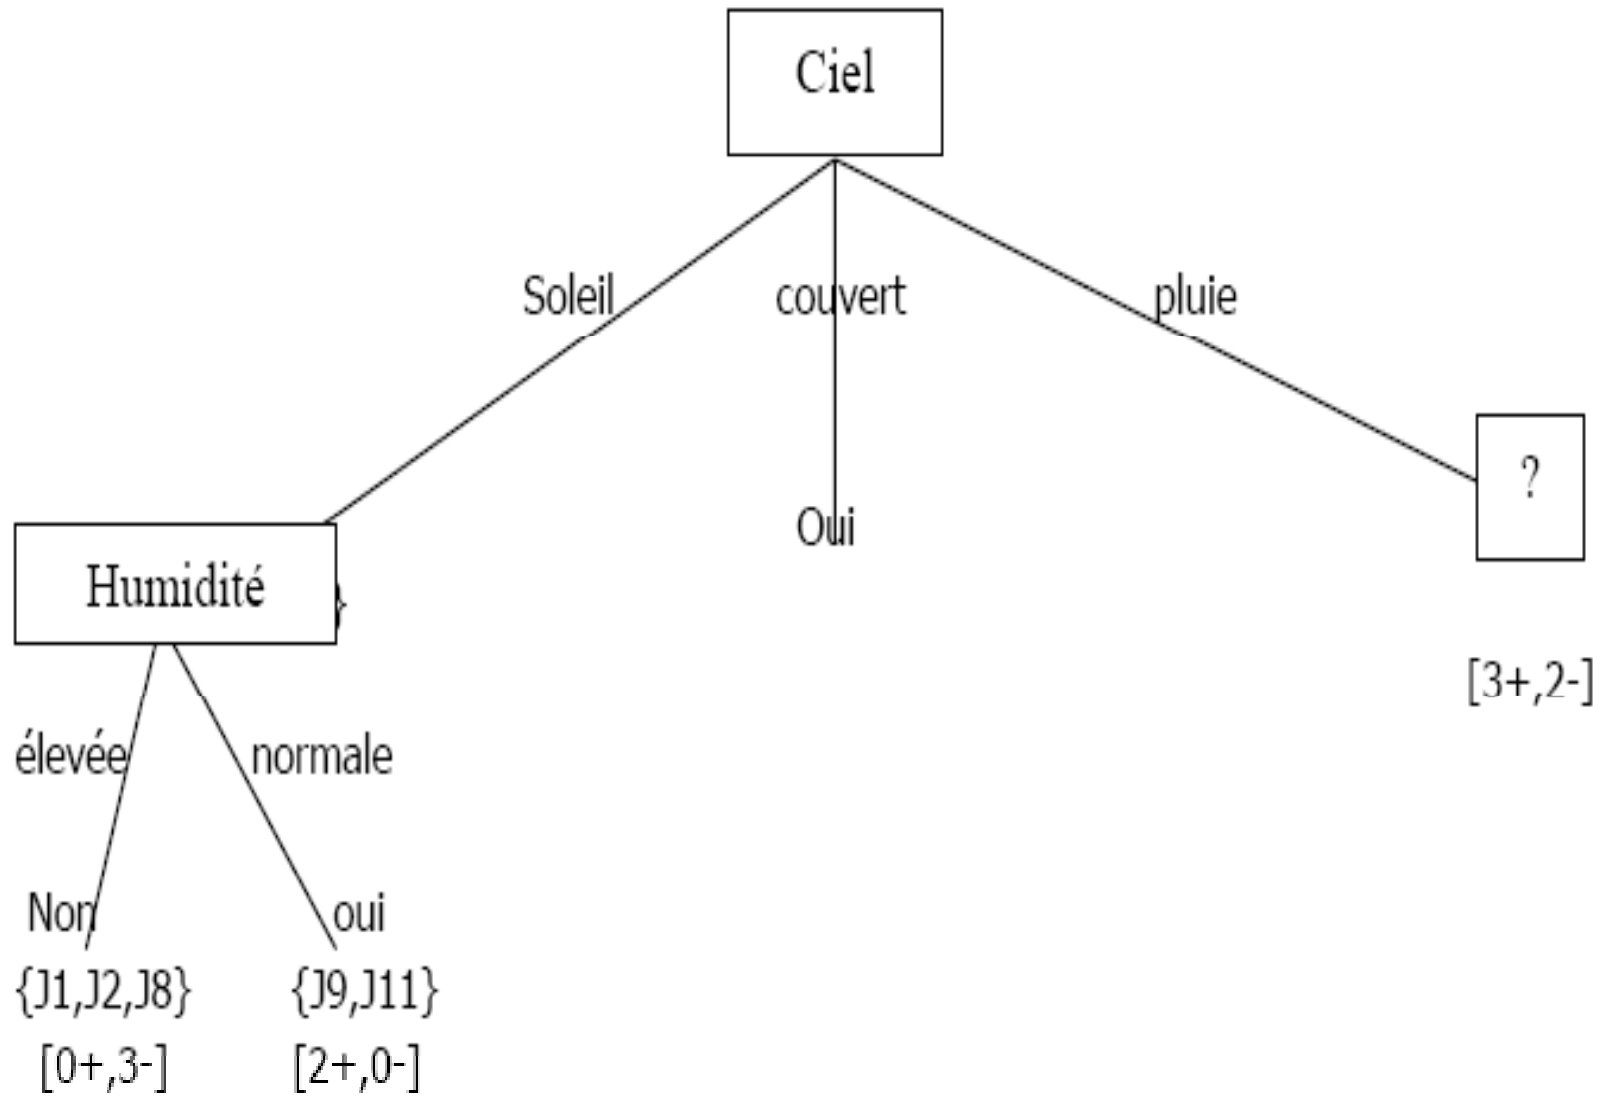 Ciel
Soleil couvert pluie
?
Oui
Humidité }
[3+,2-]
élevée normale
Non oui
{J1,J2,J8} {J9,J11}
[0+,3-] [2+,0-]